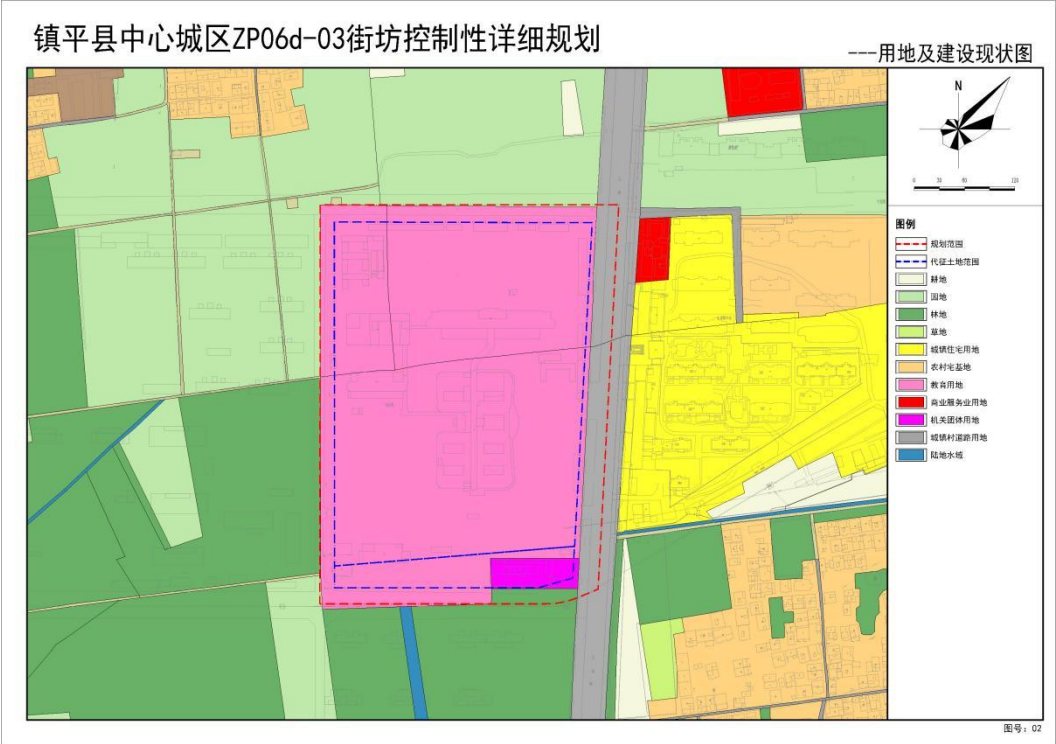 镇平县中心城区ZP06d-03街坊控制性详细规划
---用地及建设现状图
N
图例
规划范围
代征土地范围
耕地
园地
林地
草地
城镇住宅用地
农村宅基地
教育用地
商业服务业用地
机关团体用地
城镇村道路用地
陆地水域
图号：02